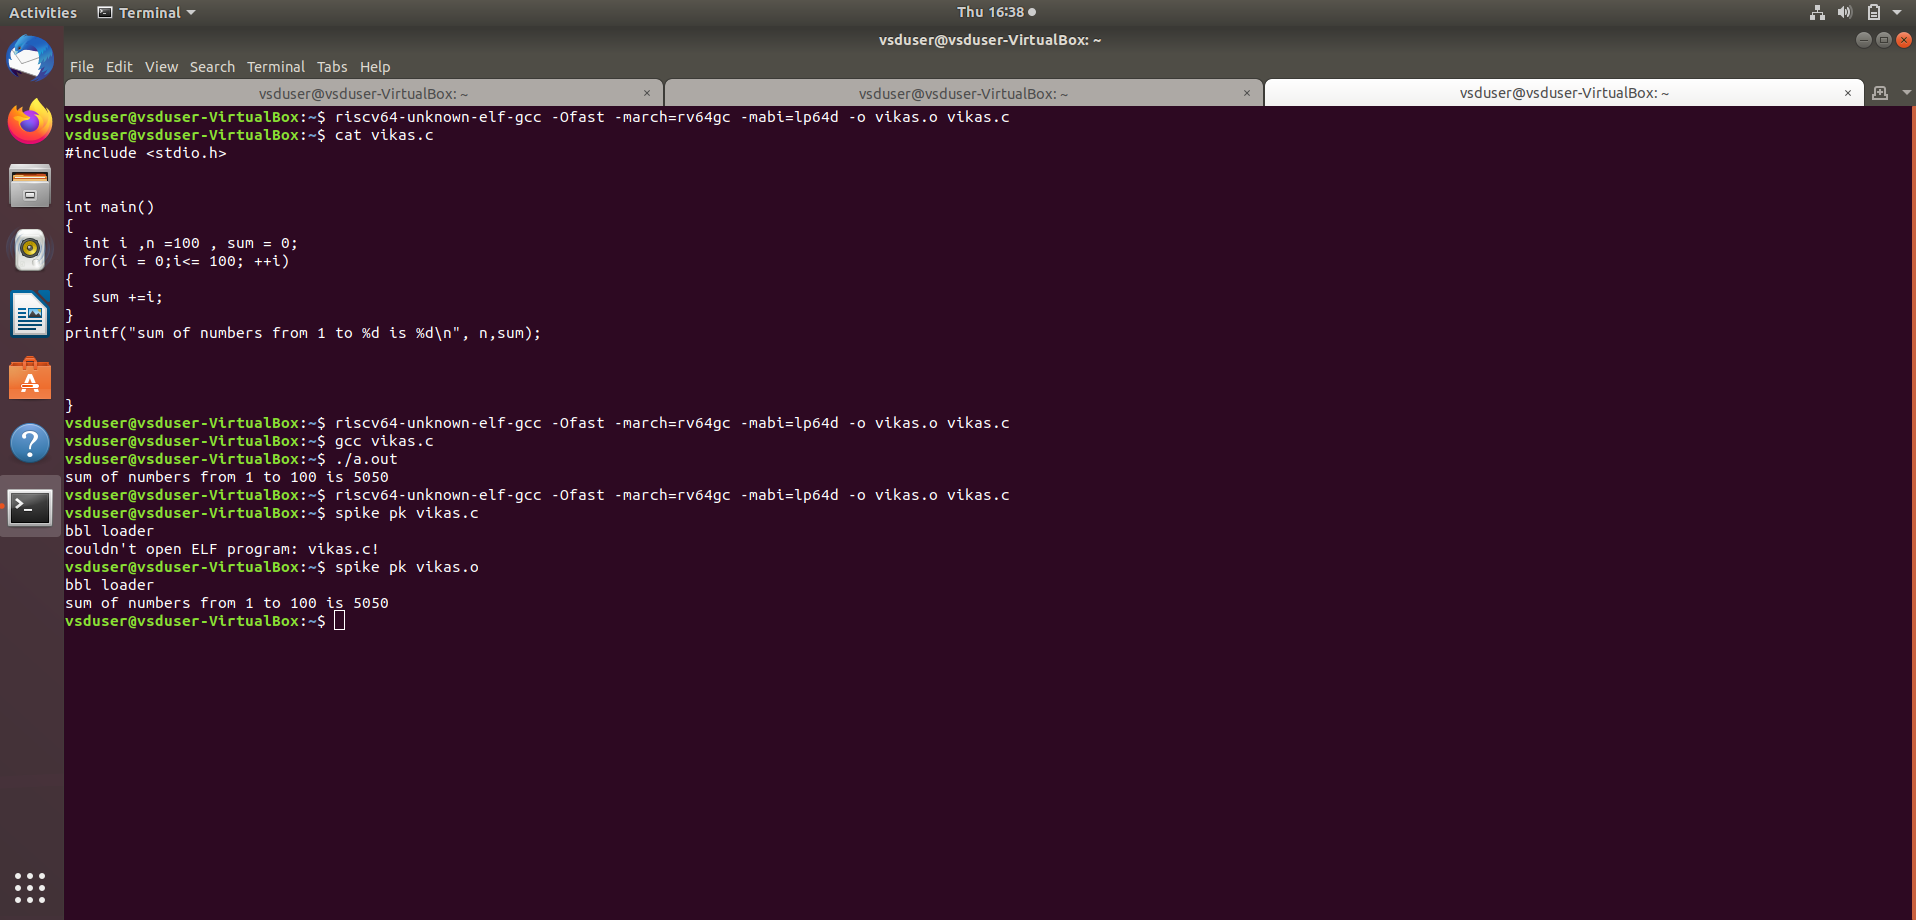 Activities Terminal Thu 16:38
vsduser@vsduser-VirtualBox: ~
File Edit View Search Terminal Tabs Help
vsduser@vsduser-VirtualBox: ~ × vsduser@vsduser-VirtualBox: ~ × vsduser@vsduser-VirtualBox: ~ ×
vsduser@vsduser-VirtualBox:~$ riscv64-unknown-elf-gcc -Ofast -march=rv64gc -mabi=lp64d -o vikas.o vikas.c
vsduser@vsduser-VirtualBox:~$ cat vikas.c
#include <stdio.h>
int main()
{
  int i ,n =100 , sum = 0;
  for(i = 0;i<= 100; ++i)
{
   sum +=i;
}
printf("sum of numbers from 1 to %d is %d\n", n,sum);
}
vsduser@vsduser-VirtualBox:~$ riscv64-unknown-elf-gcc -Ofast -march=rv64gc -mabi=lp64d -o vikas.o vikas.c
vsduser@vsduser-VirtualBox:~$ gcc vikas.c
vsduser@vsduser-VirtualBox:~$ ./a.out
sum of numbers from 1 to 100 is 5050
vsduser@vsduser-VirtualBox:~$ riscv64-unknown-elf-gcc -Ofast -march=rv64gc -mabi=lp64d -o vikas.o vikas.c
vsduser@vsduser-VirtualBox:~$ spike pk vikas.c
bbl loader
couldn't open ELF program: vikas.c!
vsduser@vsduser-VirtualBox:~$ spike pk vikas.o
bbl loader
sum of numbers from 1 to 100 is 5050
vsduser@vsduser-VirtualBox:~$